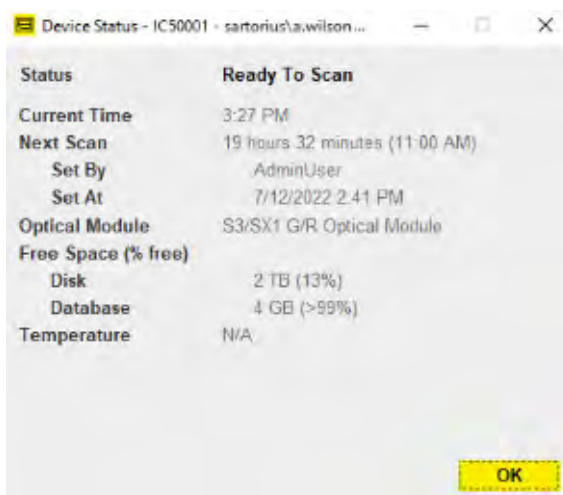 Device Status - IC50001 - sartorius\a.wilson ...
Status Ready To Scan
Current Time 3:27 PM
Next Scan 19 hours 32 minutes (11:00 AM)
Set By AdminUser
Set At 7/12/2022 2:41 PM
Optical Module S3/SX1 G/R Optical Module
Free Space (% free)
Disk 2 TB (13%)
Database 4 GB (>99%)
Temperature N/A
OK